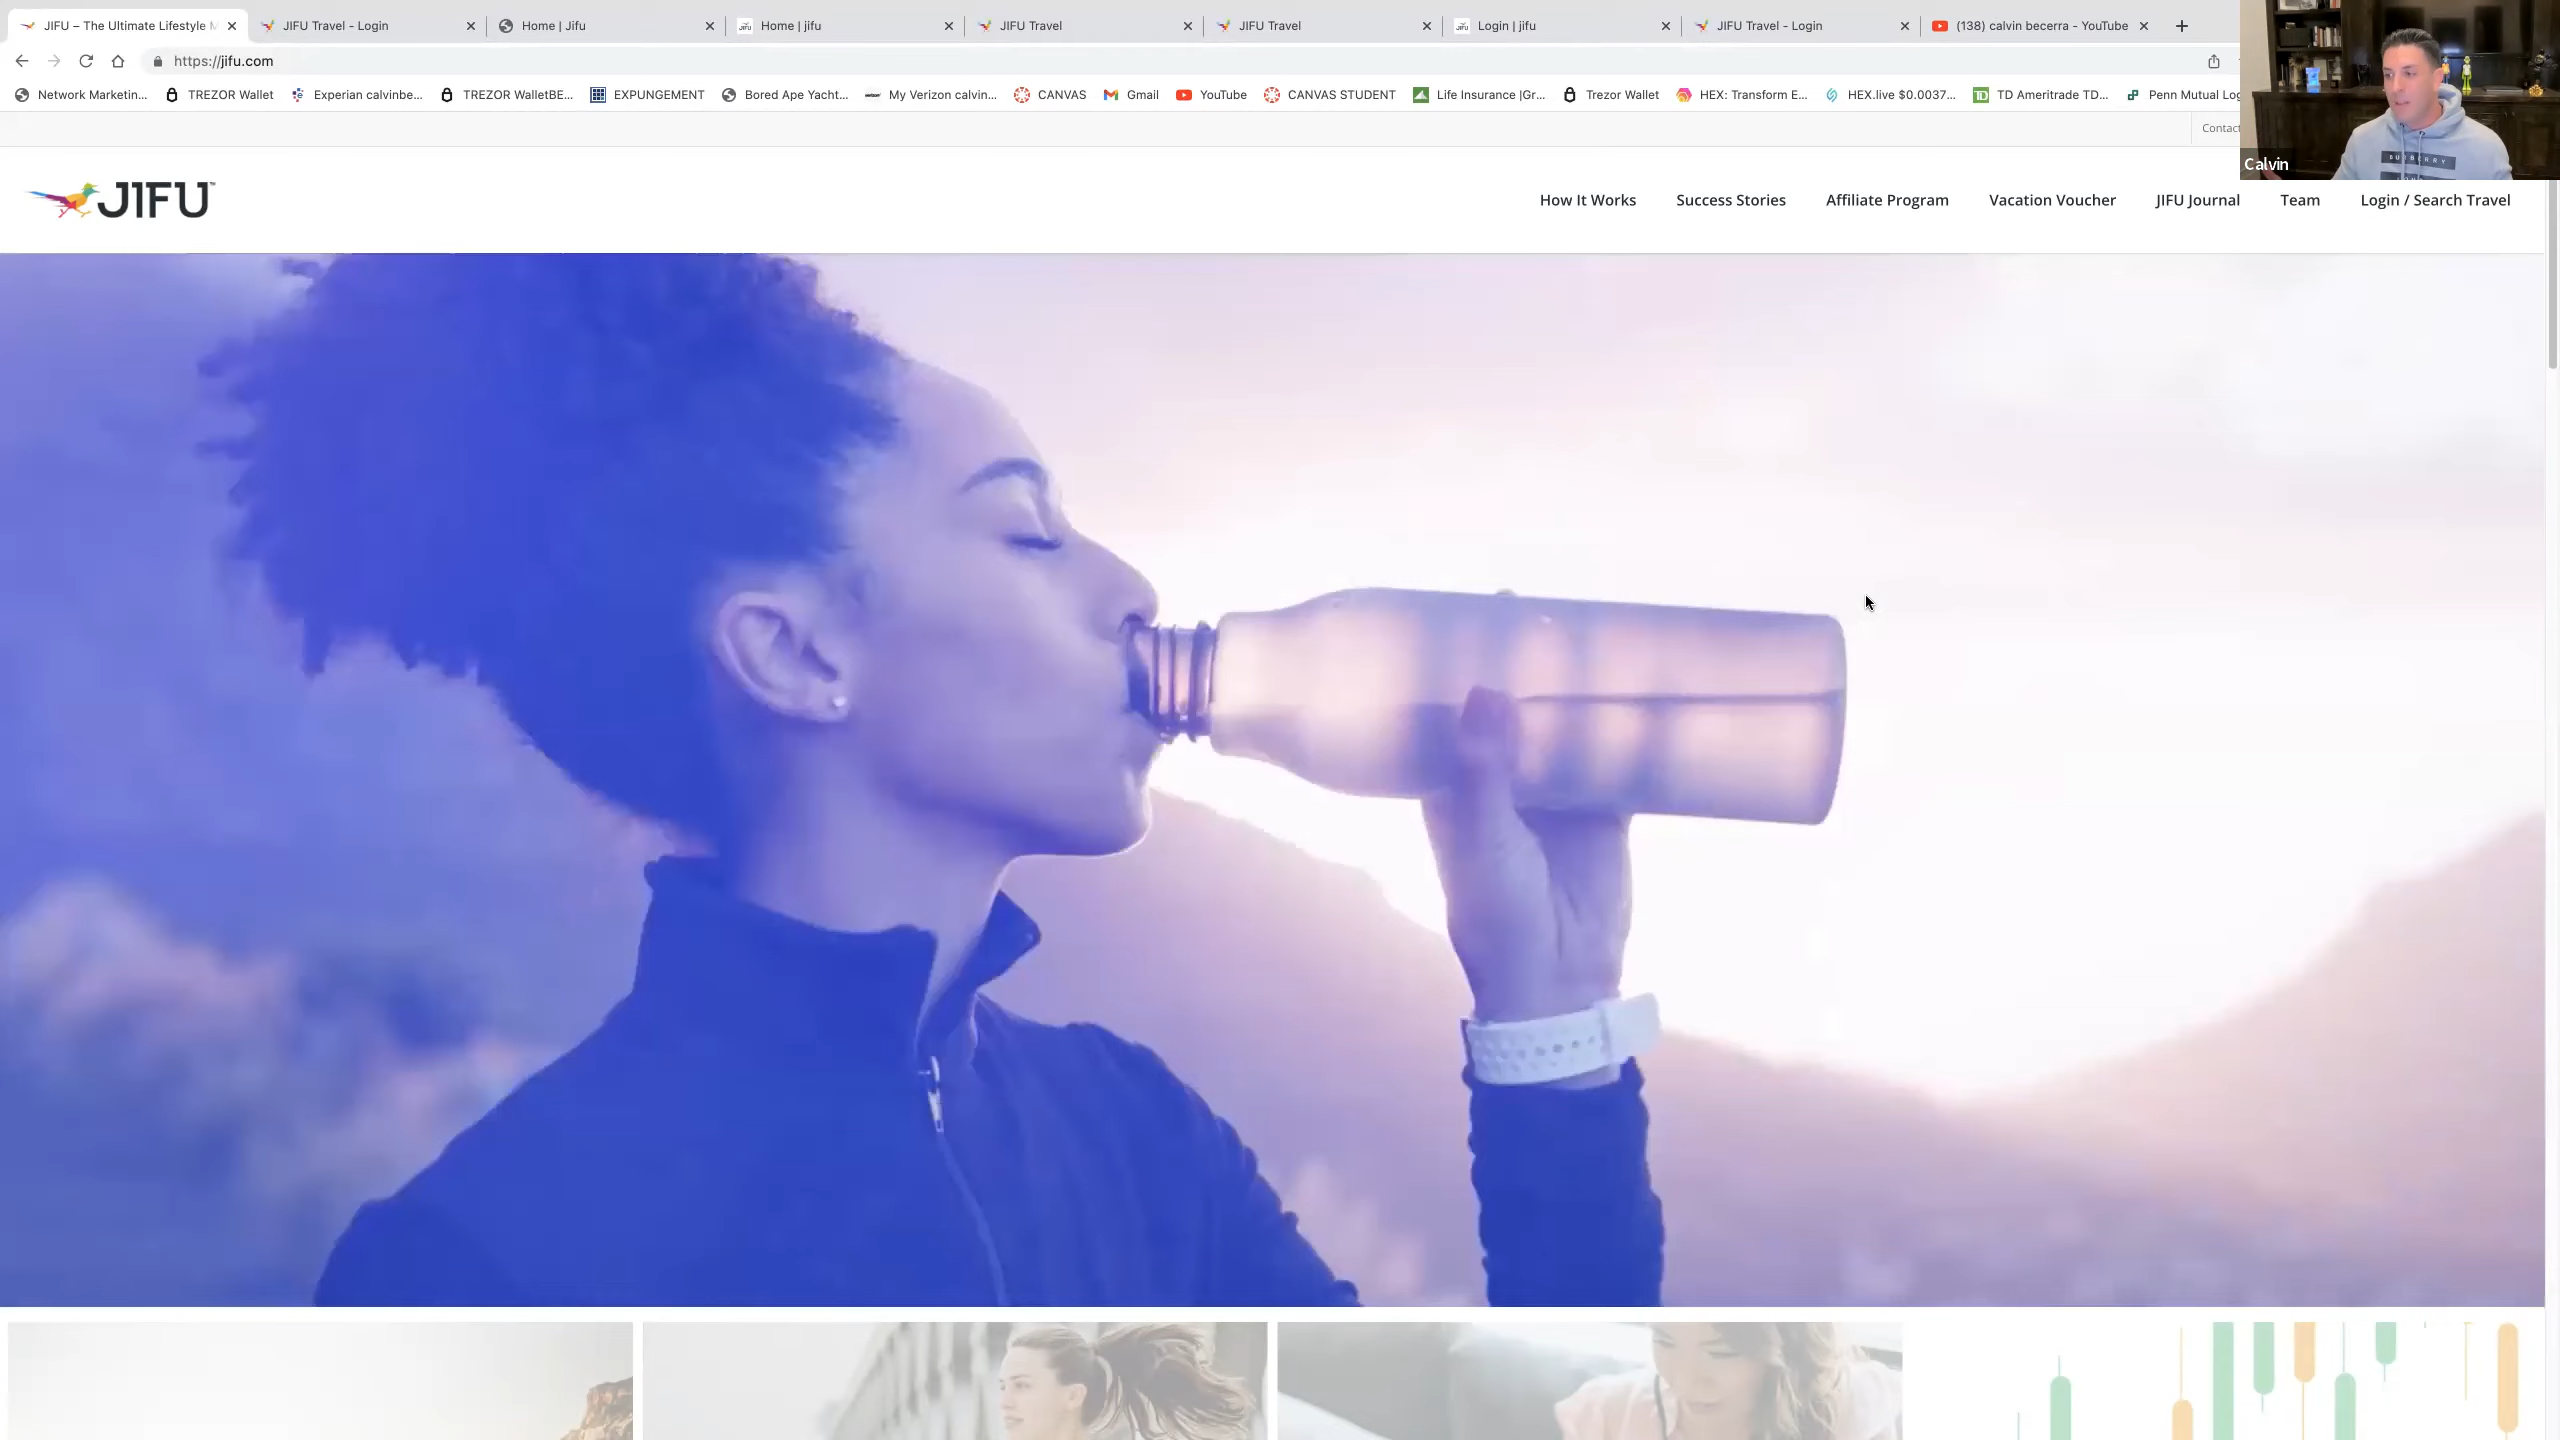 JIFU – The Ultimate Lifestyle M
JIFU Travel - Login
Home | Jifu
Home | jifu
JIFU Travel
JIFU Travel
Login | jifu
JIFU Travel - Login
(138) calvin becerra - YouTube
https://jifu.com
Network Marketin...
TREZOR Wallet
Experian calvinbe...
TREZOR WalletBE...
EXPUNGEMENT
Bored Ape Yacht...
My Verizon calvin...
CANVAS
Gmail
YouTube
CANVAS STUDENT
Life Insurance |Gr...
Trezor Wallet
HEX: Transform E...
HEX.live $0.0037...
TD Ameritrade TD...
Penn Mutual Log
Contact
Calvin
JIFU™
How It Works
Success Stories
Affiliate Program
Vacation Voucher
JIFU Journal
Team
Login / Search Travel